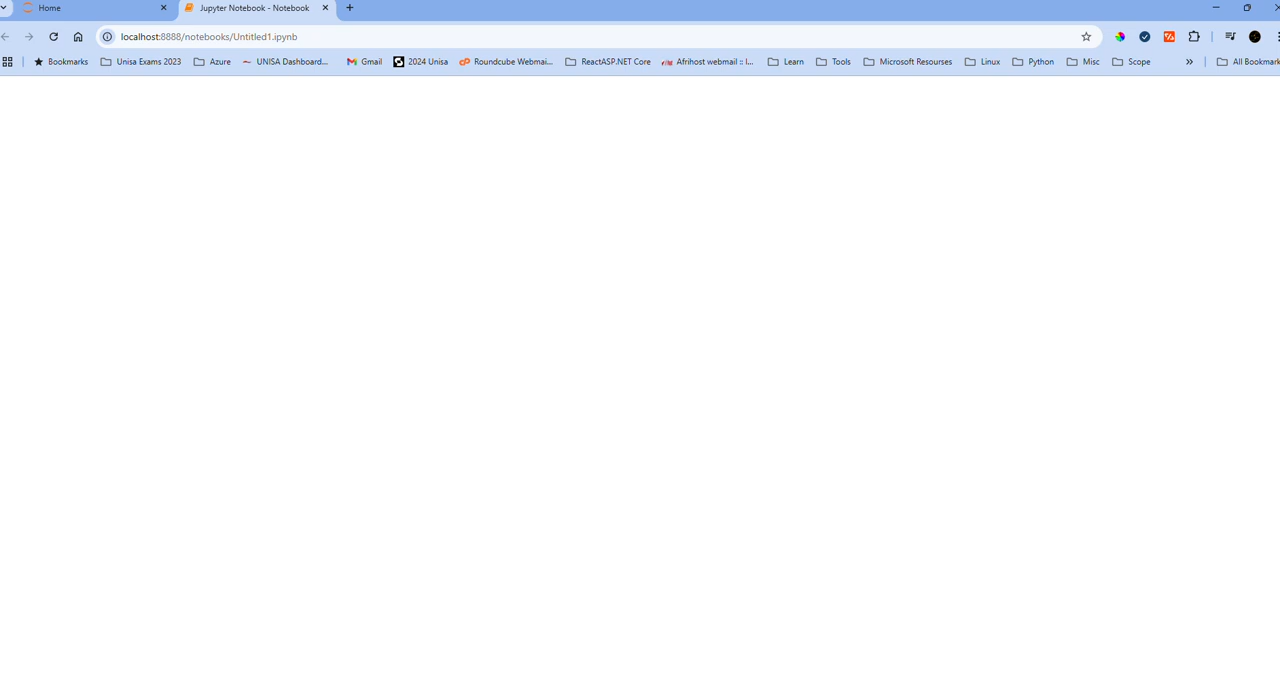 Home
Jupyter Notebook - Notebook
localhost:8888/notebooks/Untitled1.ipynb
Bookmarks Unisa Exams 2023 Azure UNISA Dashboard... Gmail 2024 Unisa Roundcube Webmai... ReactASP.NET Core Afrihost webmail :: I... Learn Tools Microsoft Resourses Linux Python Misc Scope All Bookmark